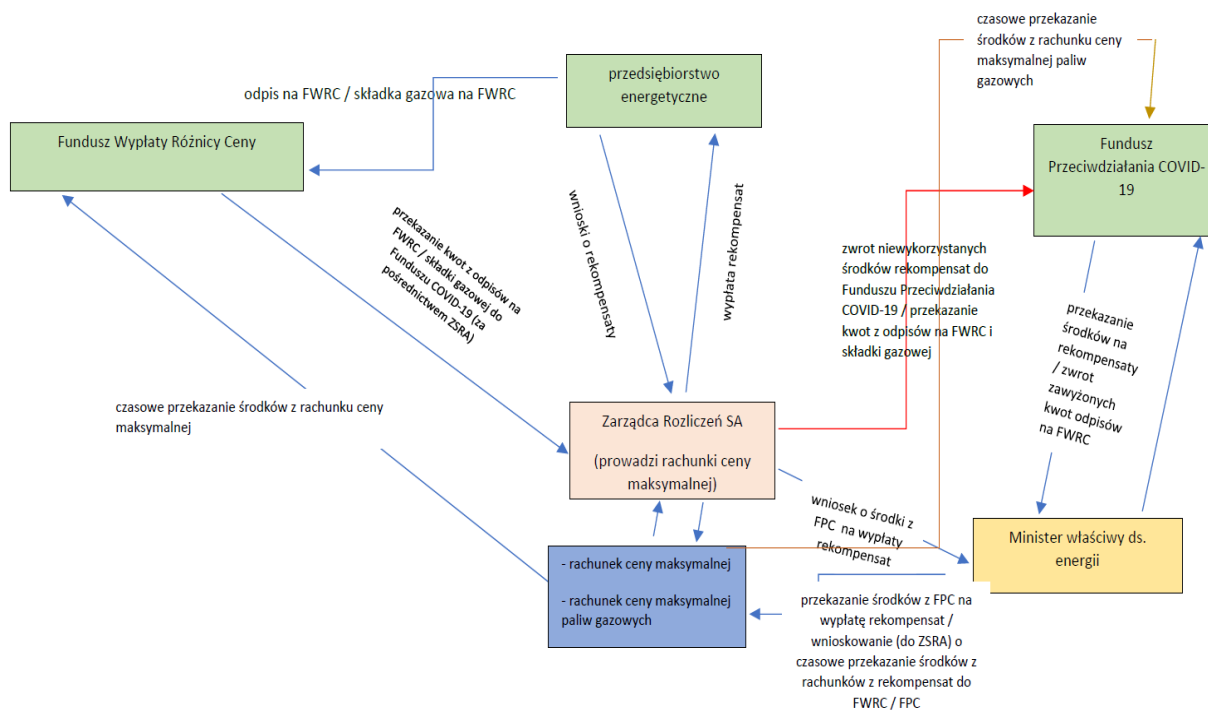 czasowe przekazanie
środków z rachunku ceny
maksymalnej paliw
gazowych
przedsiębiorstwo
energetyczne
odpis na FWRC / składka gazowa na FWRC
Fundusz Wypłaty Różnicy Ceny
Fundusz
Przeciwdziałania COVID-
19
wnioski o rekompensaty
wypłata rekompensat
przekazanie kwot z odpisów na
FWRC / składki gazowej do
Funduszu COVID-19 (za
pośrednictwem ZSRA)
zwrot niewykorzystanych
środków rekompensat do
Funduszu Przeciwdziałania
COVID-19 / przekazanie
kwot z odpisów na FWRC i
składki gazowej
przekazanie
środków na
rekompensaty
/ zwrot
zawyżonych
kwot odpisów
na FWRC
czasowe przekazanie środków z rachunku ceny
maksymalnej
Zarządca Rozliczeń SA
(prowadzi rachunki ceny
maksymalnej)
wniosek o środki z
FPC na wypłaty
rekompensat
Minister właściwy ds.
energii
- rachunek ceny maksymalnej
- rachunek ceny maksymalnej
paliw gazowych
przekazanie środków z FPC na
wypłatę rekompensat /
wnioskowanie (do ZSRA) o
czasowe przekazanie środków z
rachunków z rekompensat do
FWRC / FPC